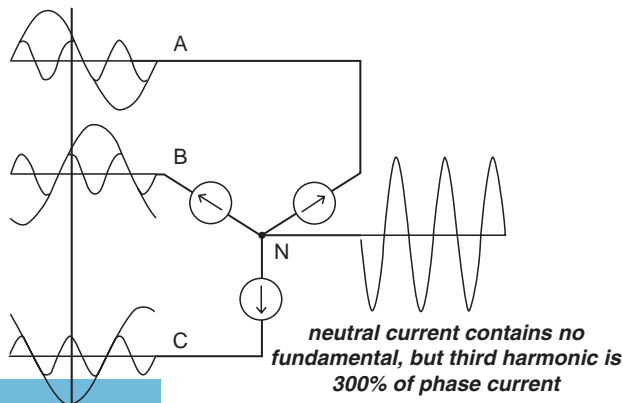 A
B
N
C
neutral current contains no
fundamental, but third harmonic is
300% of phase current